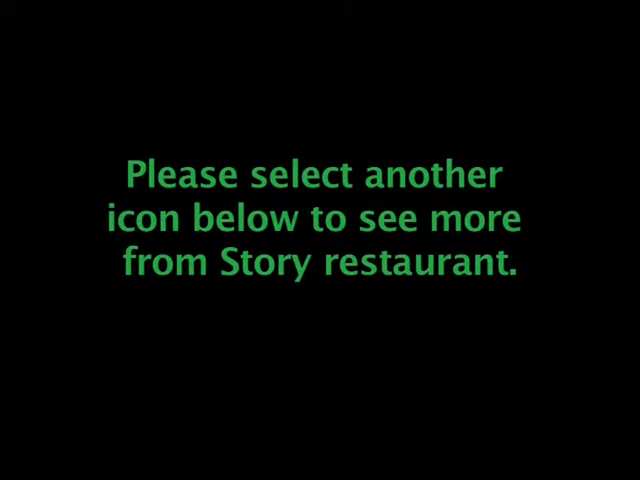 Please select another
icon below to see more
from Story restaurant.